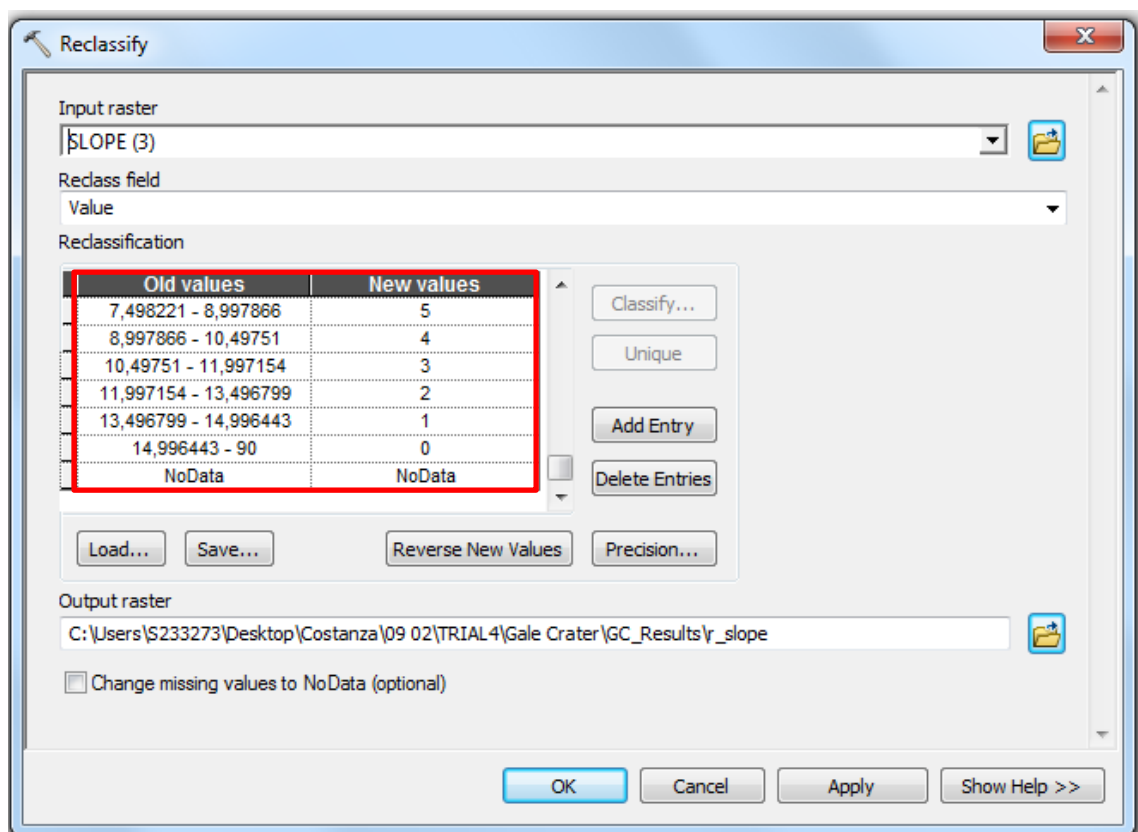 Reclassify
Input raster
SLOPE (3)
Reclass field
Value
Reclassification
Old values New values
7,498221 - 8,997866 5
8,997866 - 10,49751 4
10,49751 - 11,997154 3
11,997154 - 13,496799 2
13,496799 - 14,996443 1
14,996443 - 90 0
NoData NoData
Classify...
Unique
Add Entry
Delete Entries
Load... Save... Reverse New Values Precision...
Output raster
C:\Users\S233273\Desktop\Costanza\09 02\TRIAL4\Gale Crater\GC_Results\r_slope
Change missing values to NoData (optional)
OK Cancel Apply Show Help >>